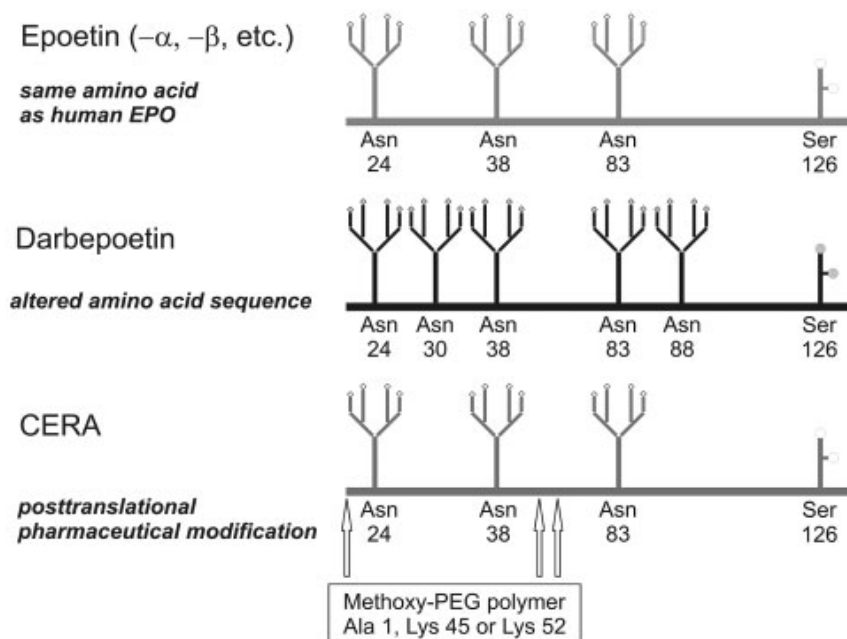 Epoetin (–α, –β, etc.)
same amino acid
as human EPO
Asn Asn Asn Ser
24 38 83 126
Darbepoetin
altered amino acid sequence
Asn Asn Asn Asn Asn Ser
24 30 38 83 88 126
CERA
posttranslational
pharmaceutical modification
Asn Asn Asn Ser
24 38 83 126
Methoxy-PEG polymer
Ala 1, Lys 45 or Lys 52